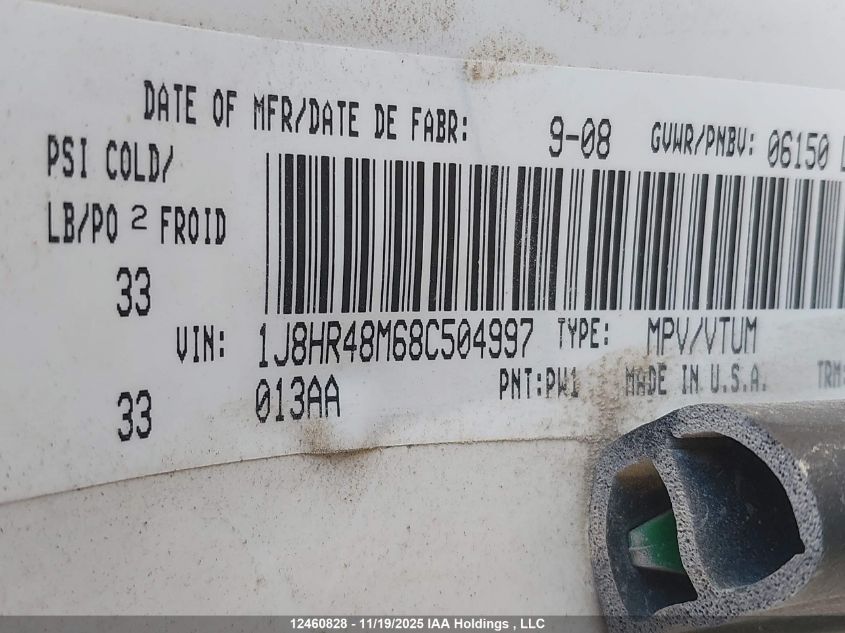 DATE OF MFR/DATE DE FABR: 9-08 GVWR/PNBV: 06150
PSI COLD/
LB/PO 2 FROID
33
VIN: 1J8HR48M68C504997 TYPE: MPV/VTUM
33 013AA PNT:PW1 MADE IN U.S.A. TRM:
12460828 - 11/19/2025 IAA Holdings , LLC